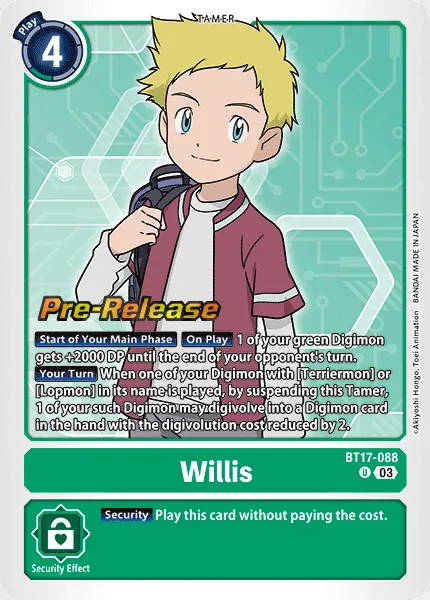 TAMER
Play
4
Pre-Release
Start of Your Main Phase On Play 1 of your green Digimon
gets +2000 DP until the end of your opponent's turn.
Your Turn When one of your Digimon with [Terriermon] or
[Lopmon] in its name is played, by suspending this Tamer,
1 of your such Digimon may digivolve into a Digimon card
in the hand with the digivolution cost reduced by 2.
©Akiyoshi Hongo, Toei Animation BANDAI MADE IN JAPAN
BT17-088
Willis
U 03
Security Play this card without paying the cost.
Security Effect